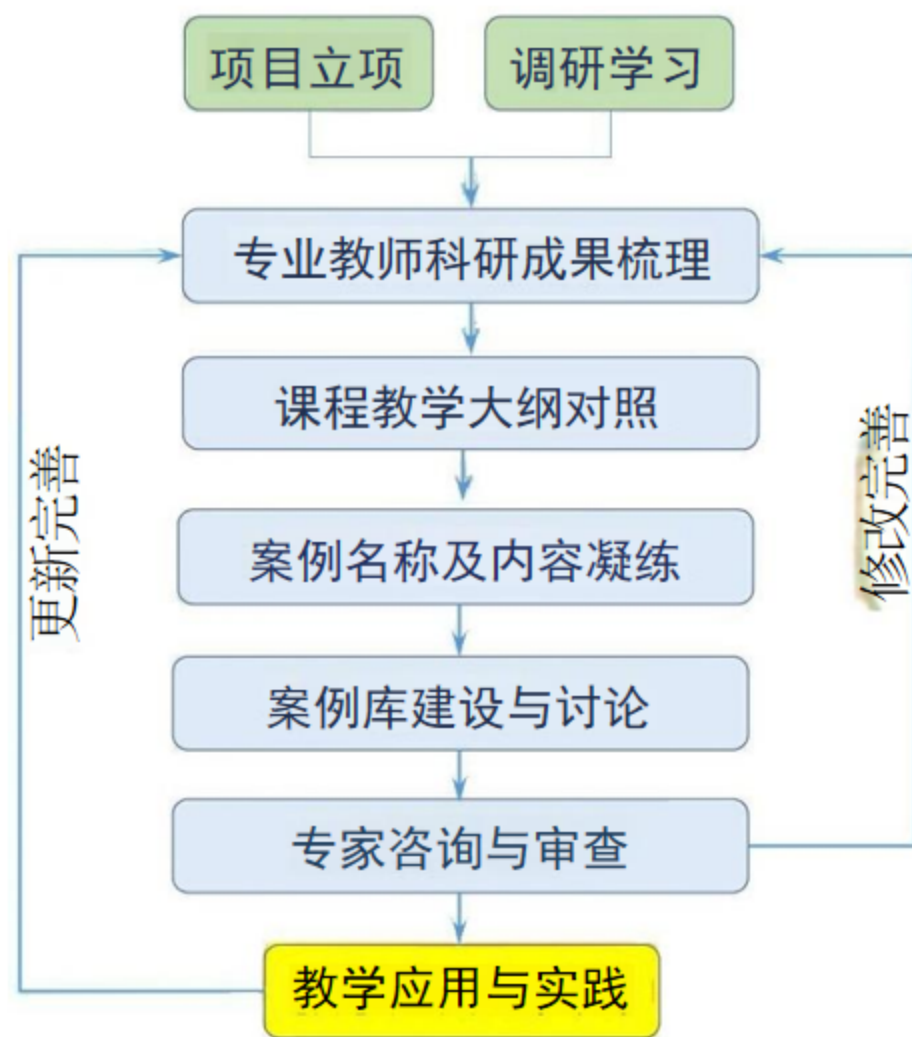 项目立项
调研学习
专业教师科研成果梳理
课程教学大纲对照
案例名称及内容凝练
案例库建设与讨论
专家咨询与审查
教学应用与实践
更新完善
修改完善